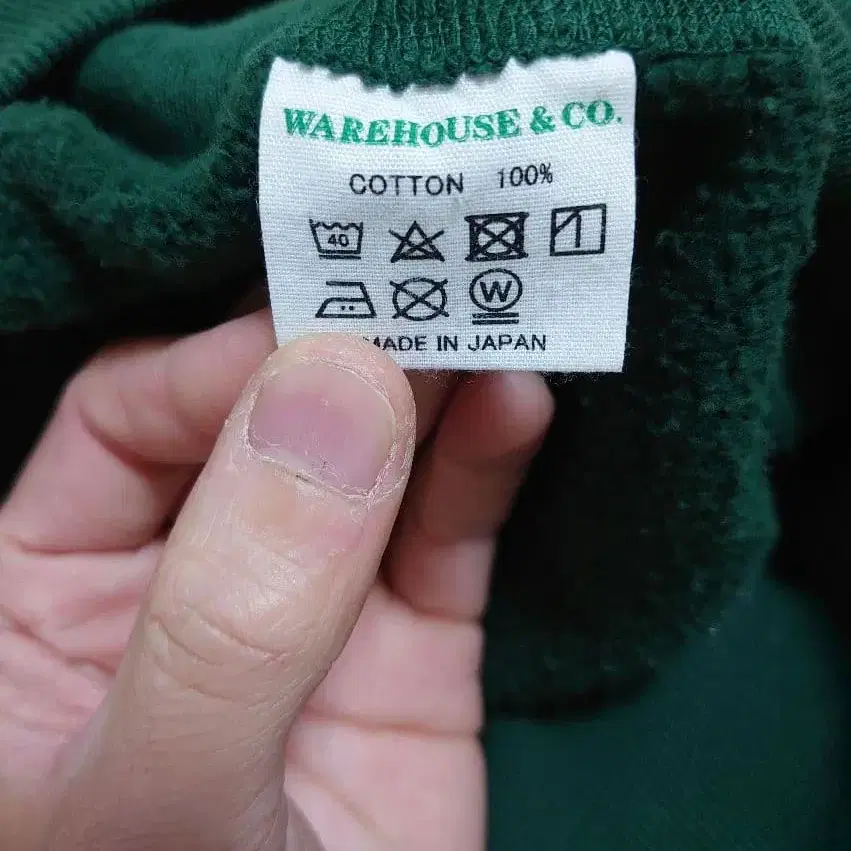 WAREHOUSE & CO.
COTTON 100%
40
W
MADE IN JAPAN